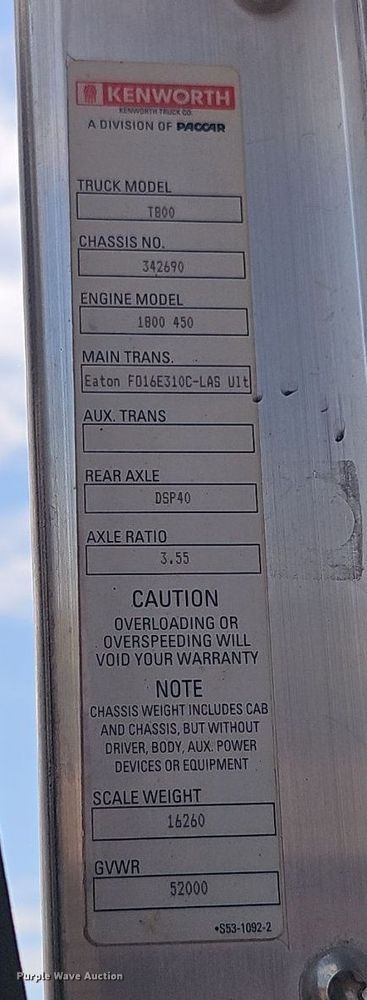 KENWORTH
KENWORTH TRUCK CO.
A DIVISION OF PACCAR
TRUCK MODEL
T800
CHASSIS NO.
342690
ENGINE MODEL
1800 450
MAIN TRANS.
Eaton FO16E310C-LAS Ult
AUX. TRANS
REAR AXLE
DSP40
AXLE RATIO
3.55
CAUTION
OVERLOADING OR
OVERSPEEDING WILL
VOID YOUR WARRANTY
NOTE
CHASSIS WEIGHT INCLUDES CAB
AND CHASSIS, BUT WITHOUT
DRIVER, BODY, AUX. POWER
DEVICES OR EQUIPMENT
SCALE WEIGHT
16260
GVWR
52000
•S53-1092-2
Purple Wave Auction